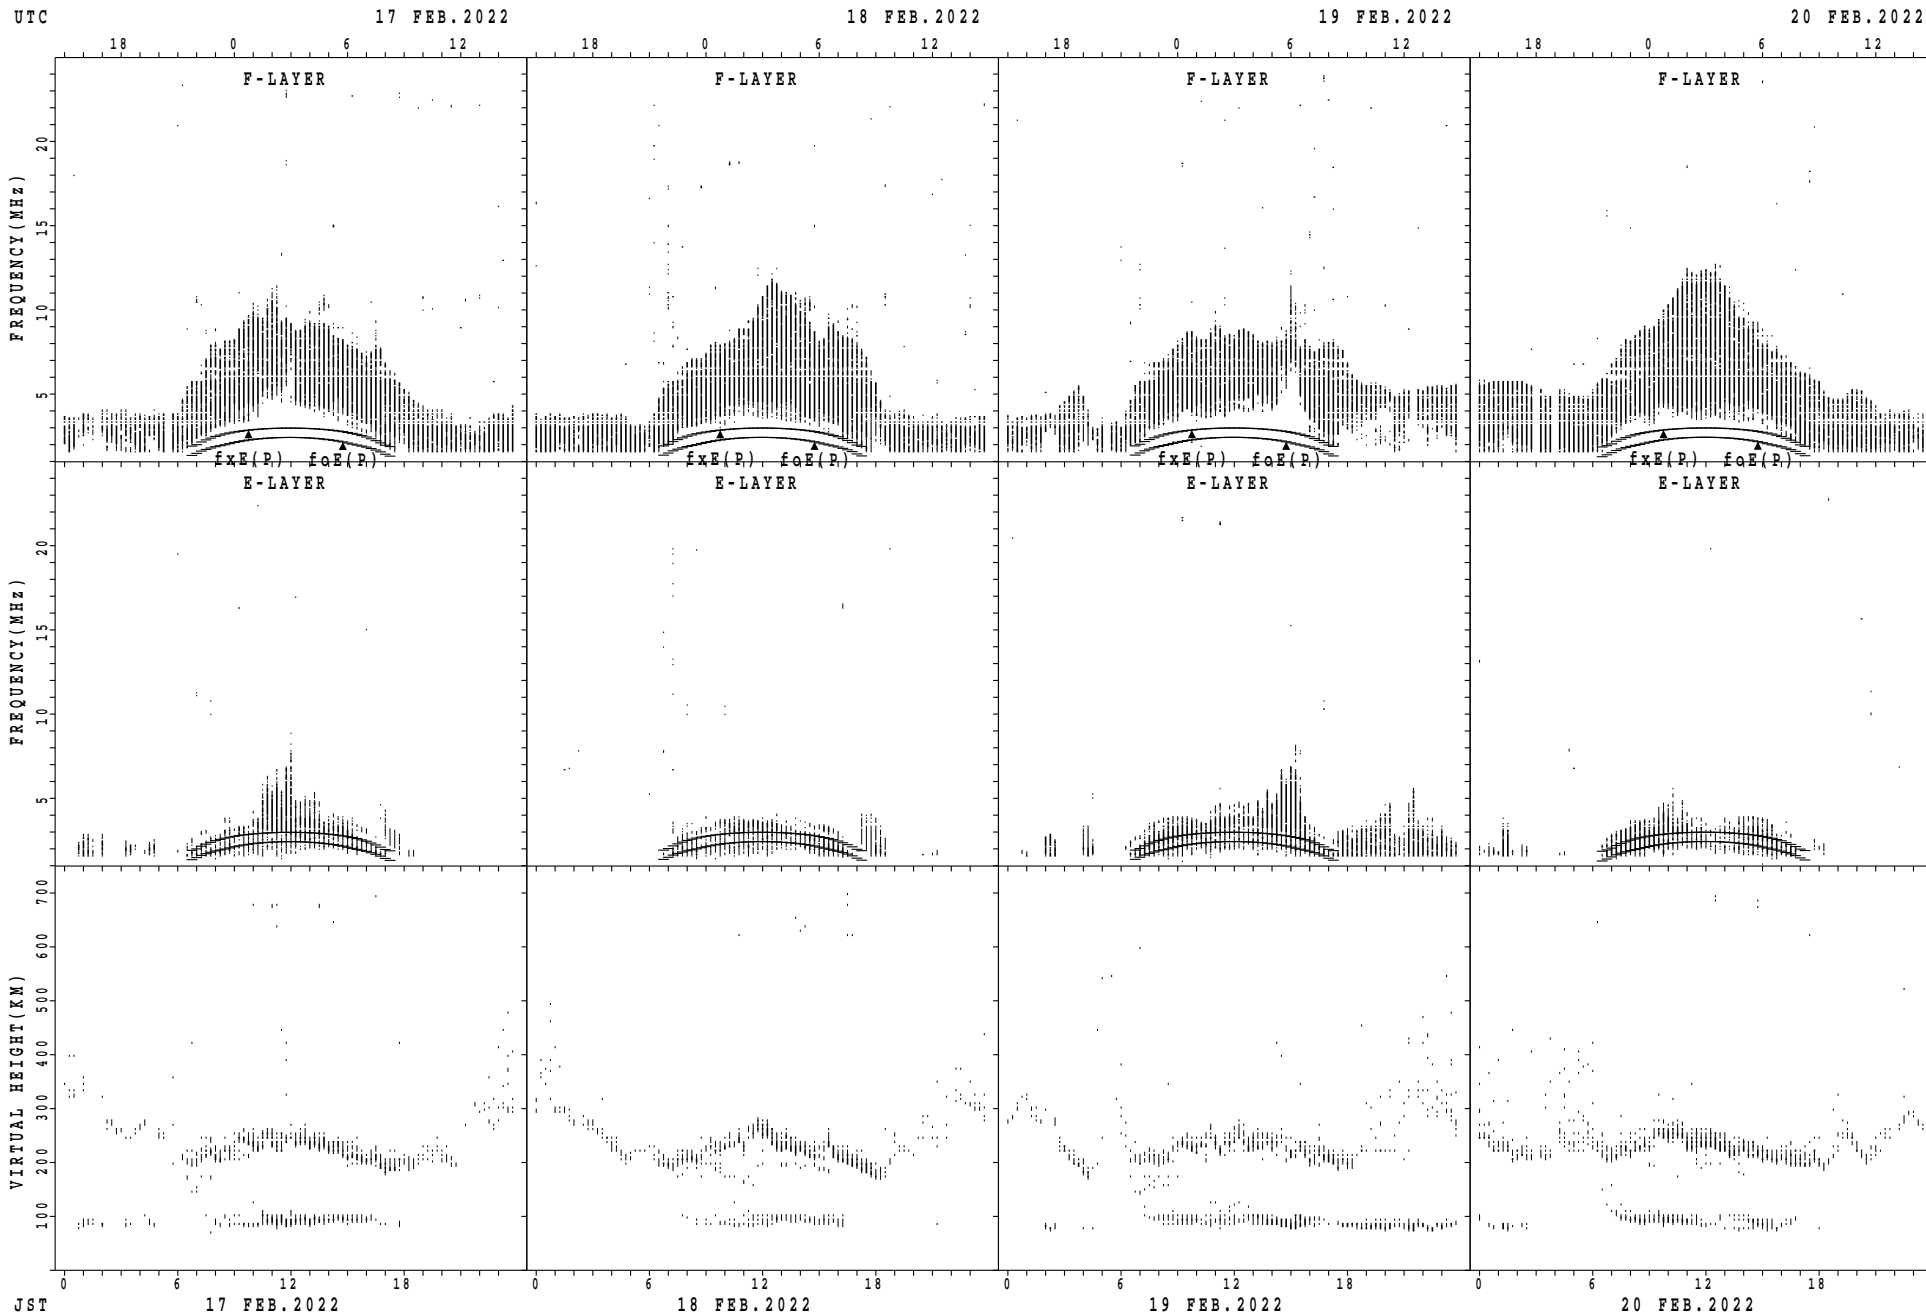 UTC 17 FEB.2022 18 FEB.2022 19 FEB.2022 20 FEB.2022
18 0 6 12 18 0 6 12 18 0 6 12 18 0 6 12
F-LAYER F-LAYER F-LAYER F-LAYER
FREQUENCY(MHz)
20
15
10
5
fxE(P) foE(P) fxE(P) foE(P) fxE(P) foE(P) fxE(P) foE(P)
E-LAYER E-LAYER E-LAYER E-LAYER
FREQUENCY(MHz)
20
15
10
5
VIRTUAL HEIGHT(KM)
700
600
500
400
300
200
100
0 6 12 18 0 6 12 18 0 6 12 18 0 6 12 18
JST 17 FEB.2022 18 FEB.2022 19 FEB.2022 20 FEB.2022